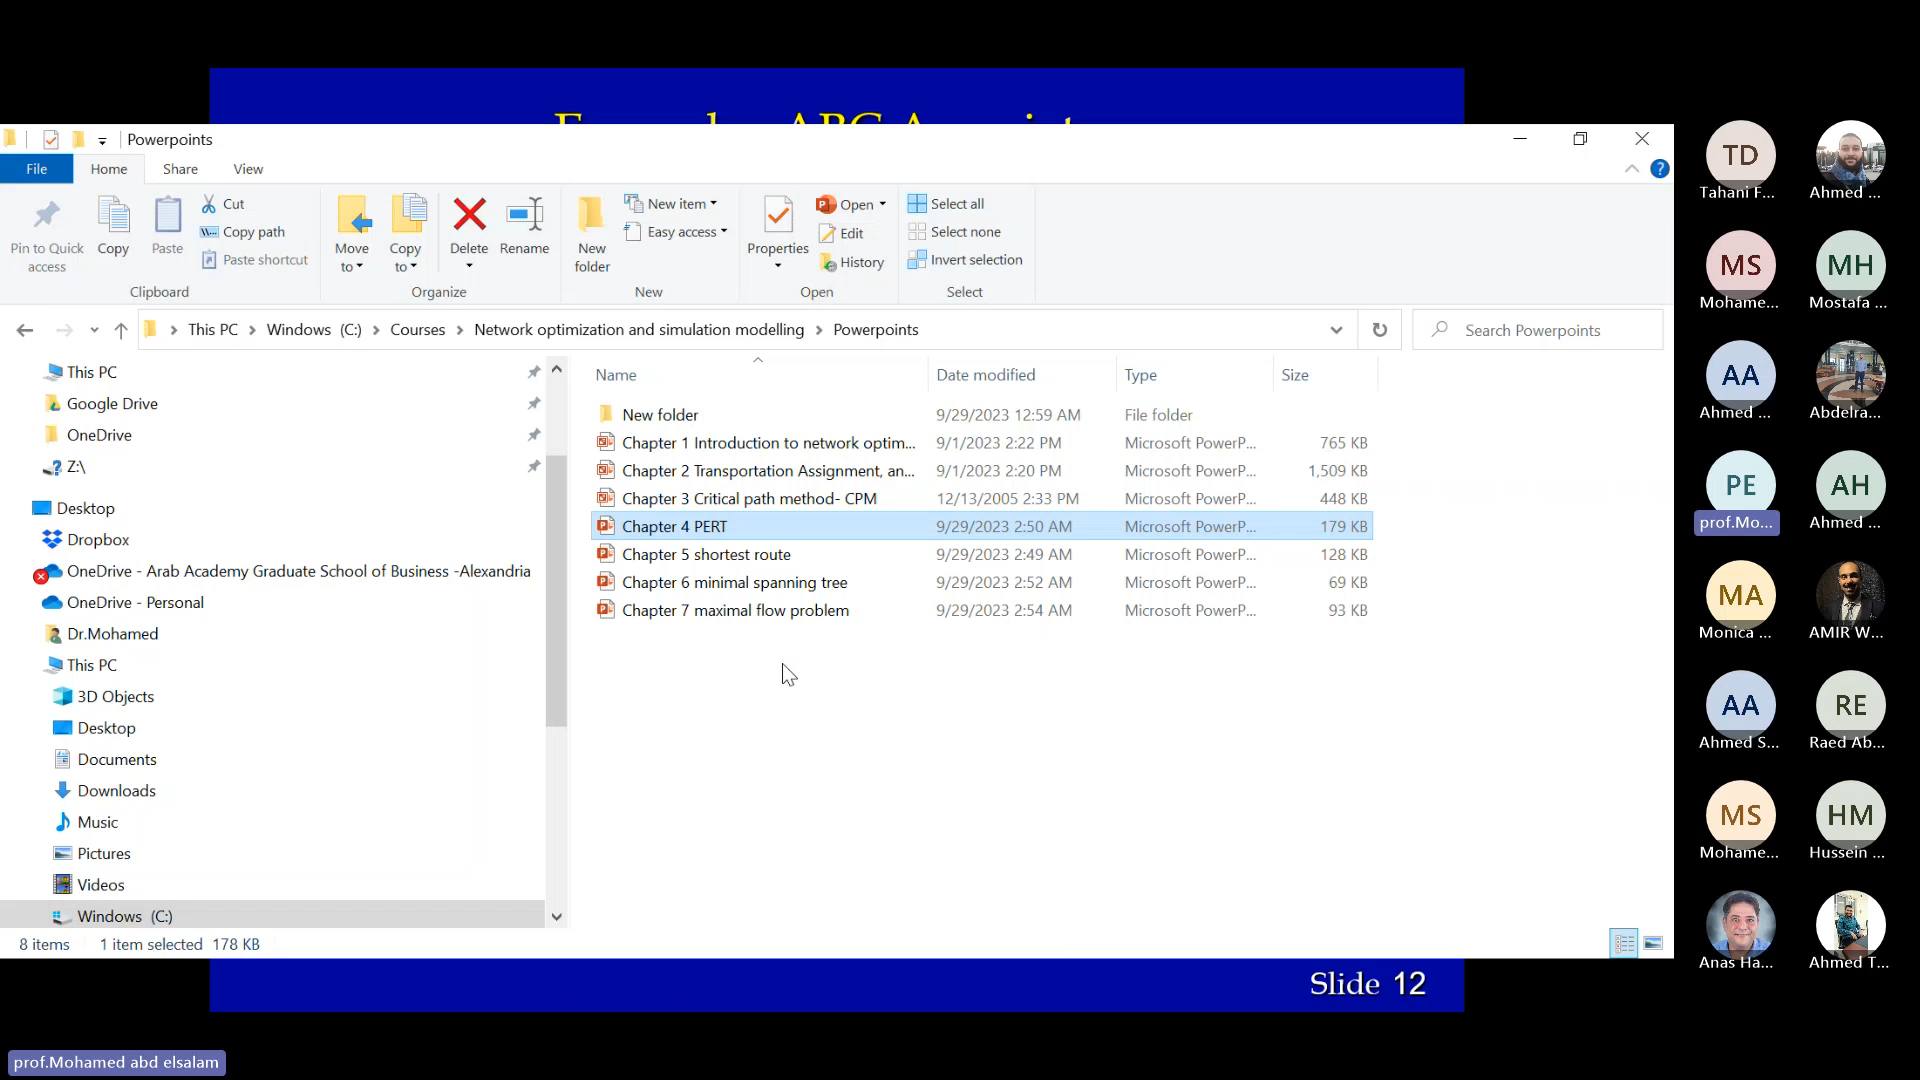 Powerpoints
File
Home
Share
View
Pin to Quick access
Copy
Paste
Cut
Copy path
Paste shortcut
Clipboard
Move to
Copy to
Delete
Rename
Organize
New folder
New item
Easy access
New
Properties
Open
Edit
History
Open
Select all
Select none
Invert selection
Select
This PC
Windows (C:)
Courses
Network optimization and simulation modelling
Powerpoints
Search Powerpoints
This PC
Google Drive
OneDrive
Z:\
Desktop
Dropbox
OneDrive - Arab Academy Graduate School of Business -Alexandria
OneDrive - Personal
Dr.Mohamed
This PC
3D Objects
Desktop
Documents
Downloads
Music
Pictures
Videos
Windows (C:)
Name Date modified Type Size
New folder 9/29/2023 12:59 AM File folder
Chapter 1 Introduction to network optim... 9/1/2023 2:22 PM Microsoft PowerP... 765 KB
Chapter 2 Transportation Assignment, an... 9/1/2023 2:20 PM Microsoft PowerP... 1,509 KB
Chapter 3 Critical path method- CPM 12/13/2005 2:33 PM Microsoft PowerP... 448 KB
Chapter 4 PERT 9/29/2023 2:50 AM Microsoft PowerP... 179 KB
Chapter 5 shortest route 9/29/2023 2:49 AM Microsoft PowerP... 128 KB
Chapter 6 minimal spanning tree 9/29/2023 2:52 AM Microsoft PowerP... 69 KB
Chapter 7 maximal flow problem 9/29/2023 2:54 AM Microsoft PowerP... 93 KB
8 items 1 item selected 178 KB
Slide 12
prof.Mohamed abd elsalam
TD
Tahani F...
Ahmed ...
MS
Mohame...
MH
Mostafa ...
AA
Ahmed ...
Abdelra...
PE
prof.Mo...
AH
Ahmed ...
MA
Monica ...
AMIR W...
AA
Ahmed S...
RE
Raed Ab...
MS
Mohame...
HM
Hussein ...
Anas Ha...
Ahmed T...